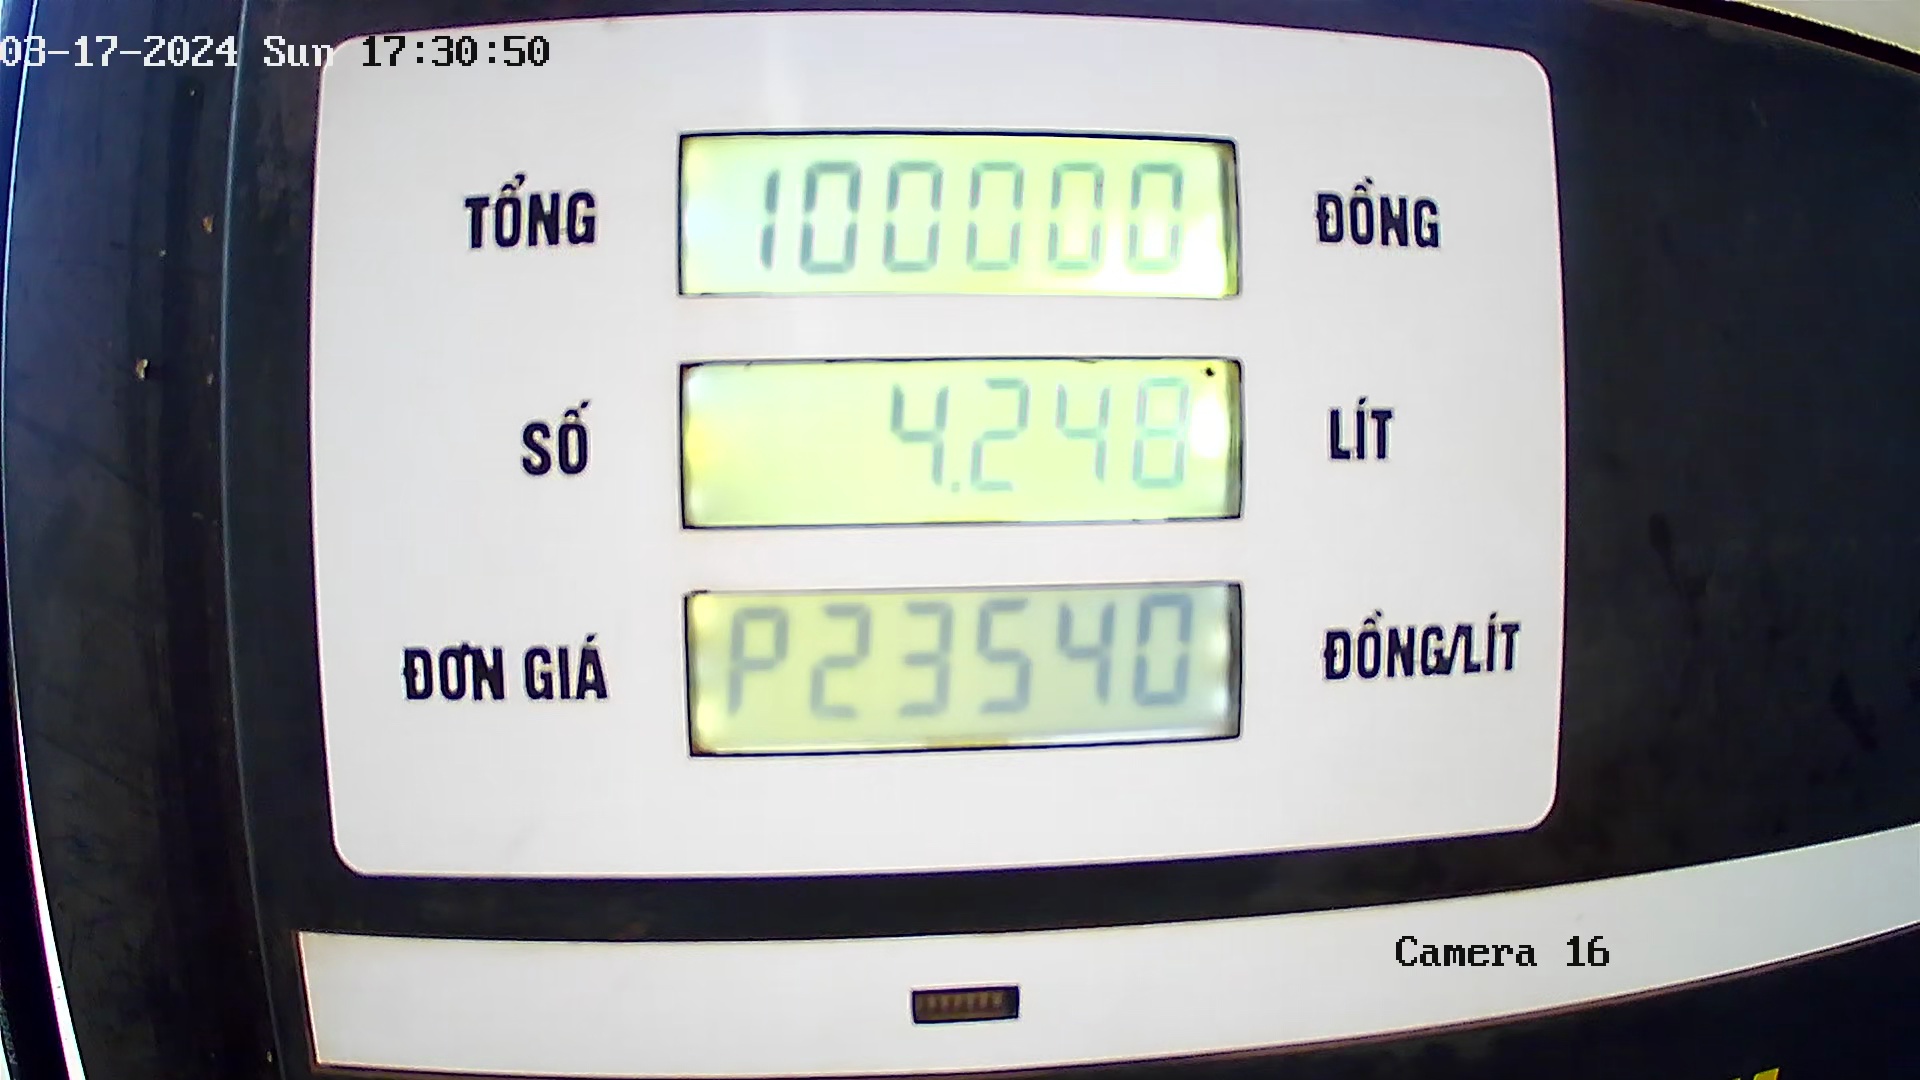 03-17-2024 Sun 17:30:50
TỔNG 100000 ĐỒNG
SỐ 4.248 LÍT
ĐƠN GIÁ P23540 ĐỒNG/LÍT
Camera 16